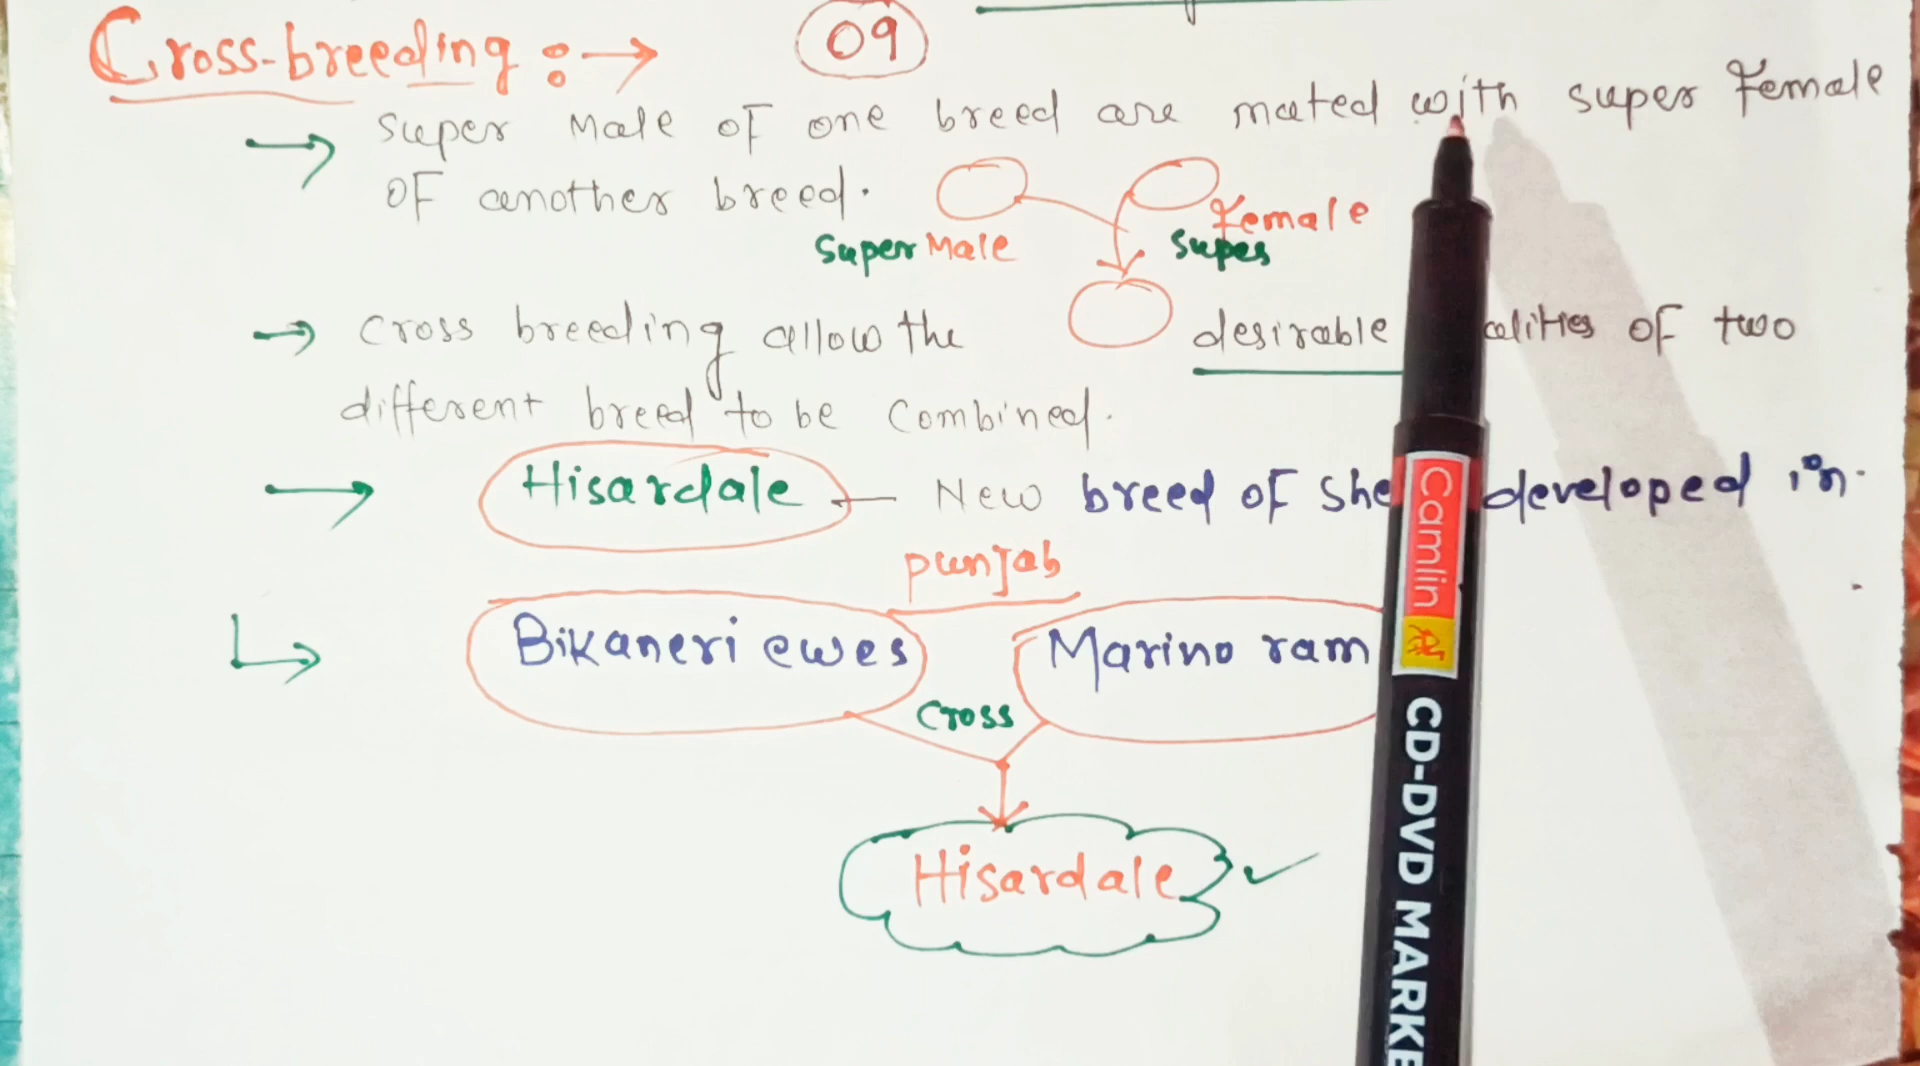 Cross-breeding :→ 09
→ super Male of one breed are mated with super Female
of another breed.
Female
Super Male super
→ cross breeding allow the desirable alities of two
different breed to be combined.
→ Hisardale — New breed of She developed in.
punjab
Bikaneri ewes Marino ram
cross
Hisardale ✓
Camlin
CD-DVD MARKE